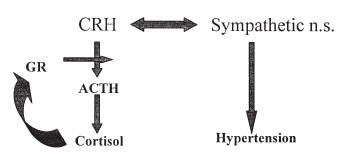 CRH Sympathetic n.s.
GR
ACTH
Cortisol Hypertension